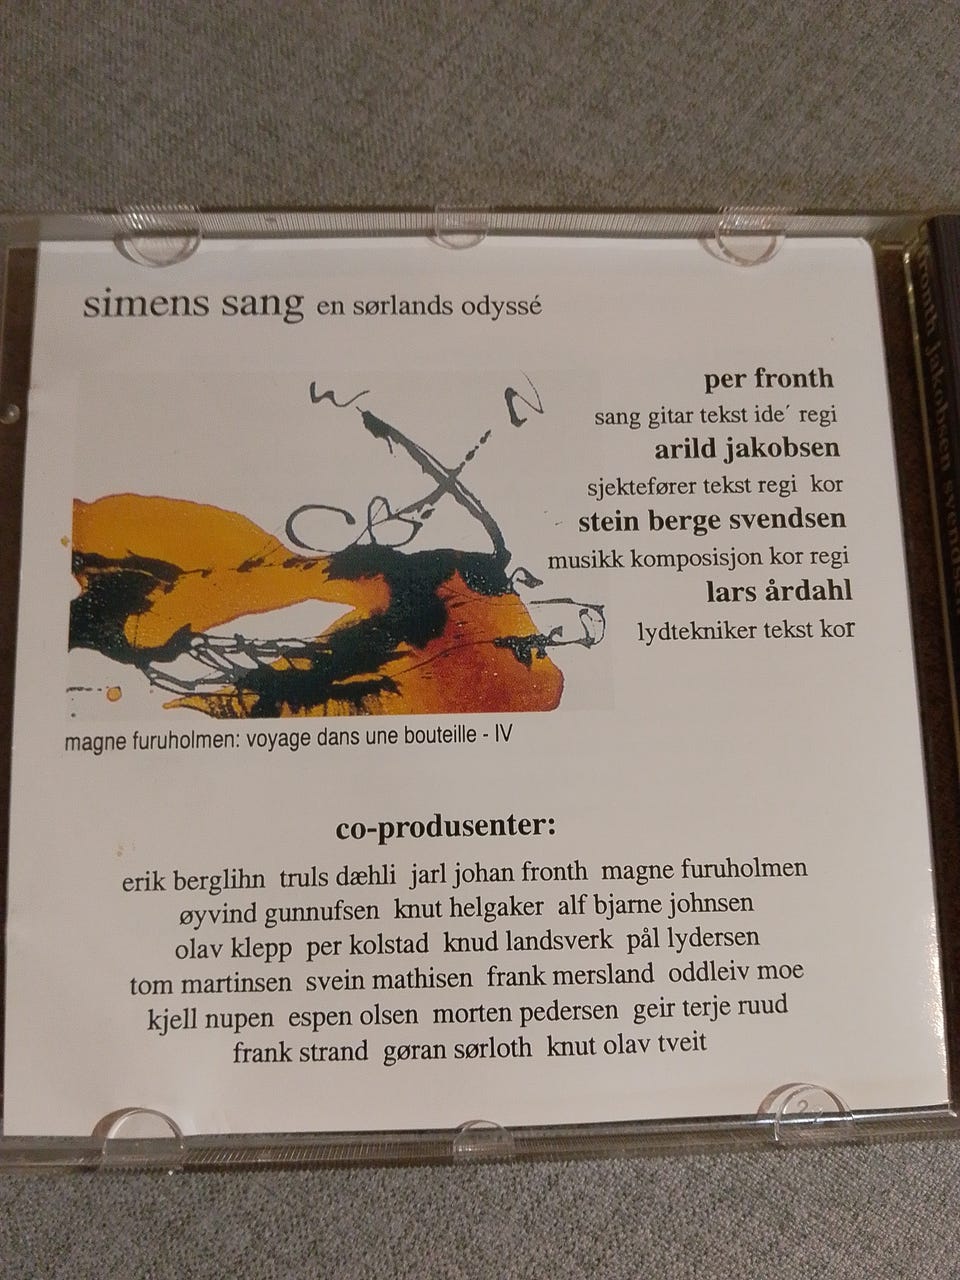 simens sang en sørlands odyssé
per fronth
sang gitar tekst ide´ regi
arild jakobsen
sjektefører tekst regi kor
stein berge svendsen
musikk komposisjon kor regi
lars årdahl
lydtekniker tekst kor
W N
magne furuholmen: voyage dans une bouteille - IV
co-produsenter:
erik berglihn truls dæhli jarl johan fronth magne furuholmen
øyvind gunnufsen knut helgaker alf bjarne johnsen
olav klepp per kolstad knud landsverk pål lydersen
tom martinsen svein mathisen frank mersland oddleiv moe
kjell nupen espen olsen morten pedersen geir terje ruud
frank strand gøran sørloth knut olav tveit
fronth jakobsen